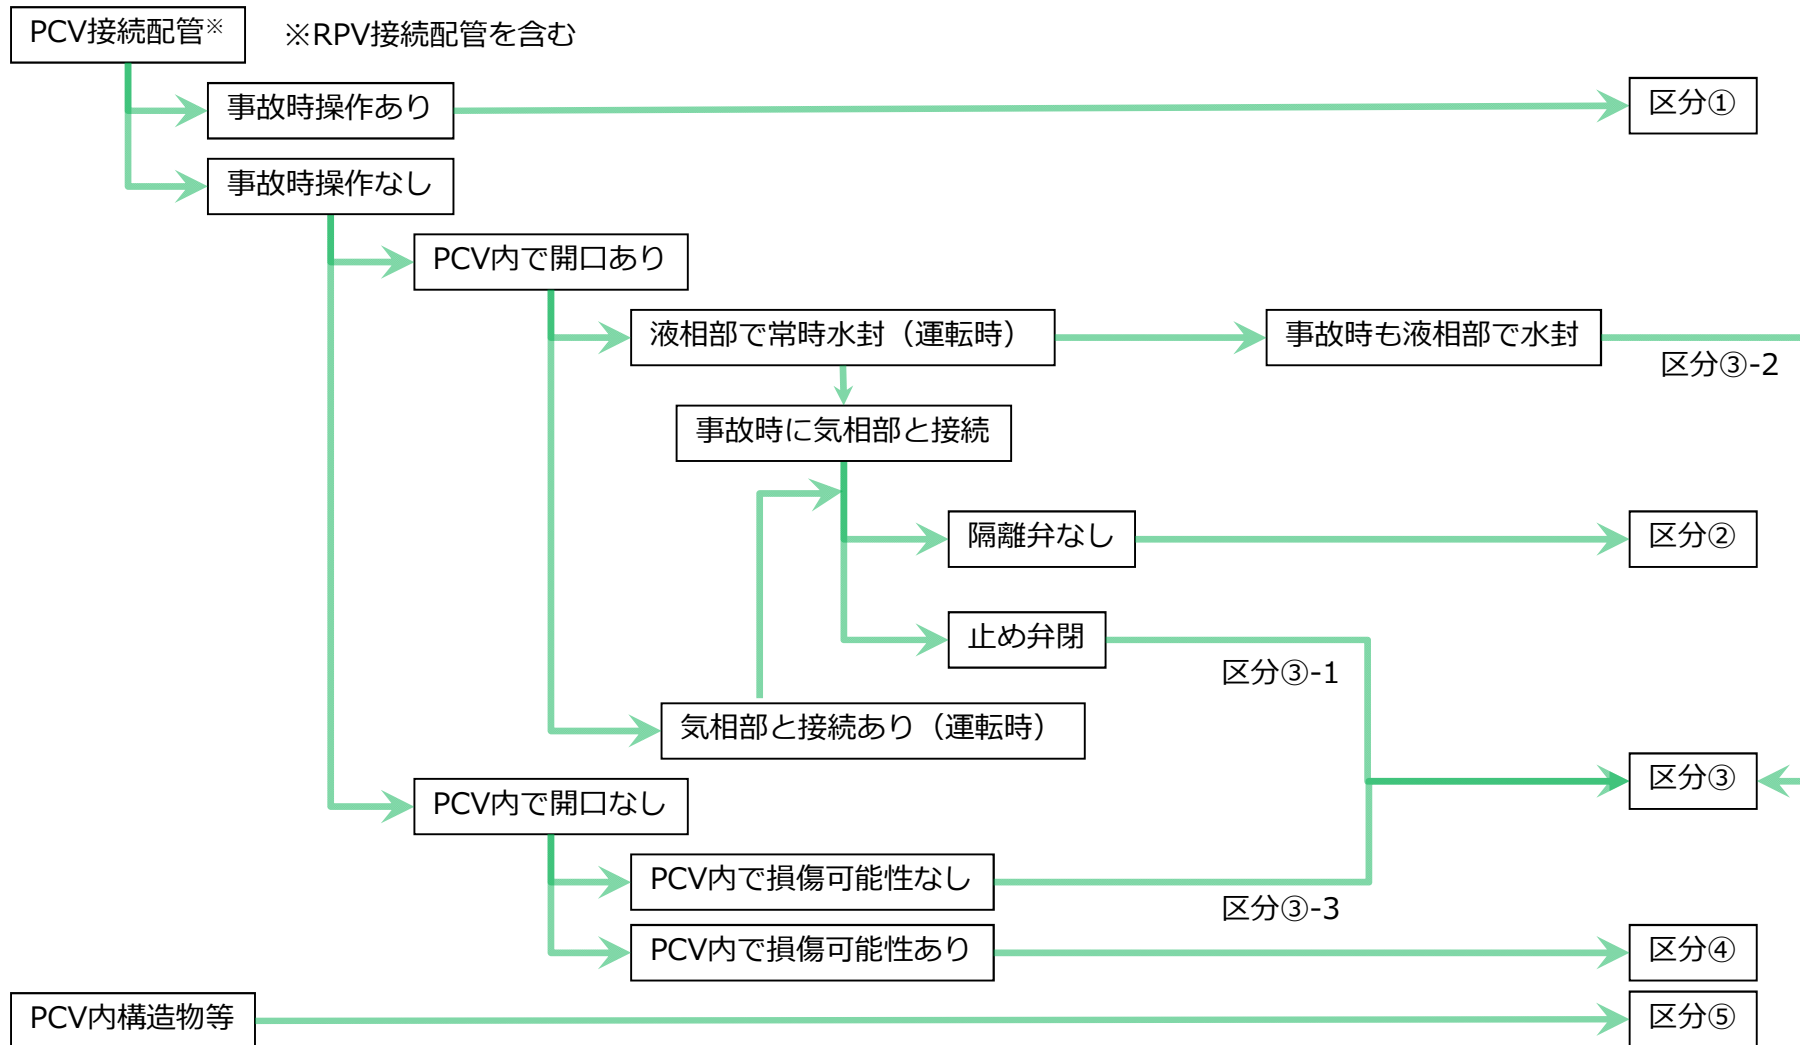 PCV接続配管※
※RPV接続配管を含む
事故時操作あり
区分①
事故時操作なし
PCV内で開口あり
液相部で常時水封（運転時）
事故時も液相部で水封
区分③-2
事故時に気相部と接続
隔離弁なし
区分②
止め弁閉
区分③-1
気相部と接続あり（運転時）
区分③
PCV内で開口なし
PCV内で損傷可能性なし
区分③-3
PCV内で損傷可能性あり
区分④
PCV内構造物等
区分⑤